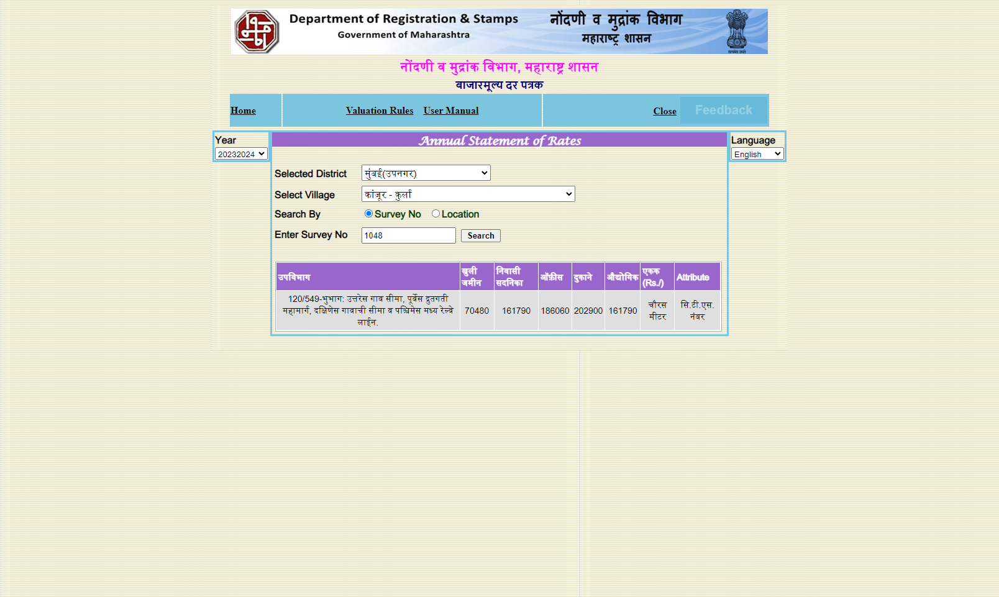 Department of Registration & Stamps
Government of Maharashtra
नोंदणी व मुद्रांक विभाग
महाराष्ट्र शासन
सत्यमेव जयते
नोंदणी व मुद्रांक विभाग, महाराष्ट्र शासन
बाजारमूल्य दर पत्रक
Home Valuation Rules User Manual Close Feedback
Year
20232024
Annual Statement of Rates
Language
English
Selected District मुंबई(उपनगर)
Select Village कांजूर - कुर्ला
Search By Survey No Location
Enter Survey No 1048 Search
उपविभाग खुली जमीन निवासी सदनिका ऑफ़ीस दुकाने औद्योगिक एकक (Rs./) Attribute
120/549-भुभाग: उत्तरेस गाव सीमा, पूर्वेस द्रुतगती
महामार्ग, दक्षिणेस गावाची सीमा व पश्चिमेस मध्य रेल्वे
लाईन.
70480 161790 186060 202900 161790 चौरस मीटर सि.टी.एस. नंबर